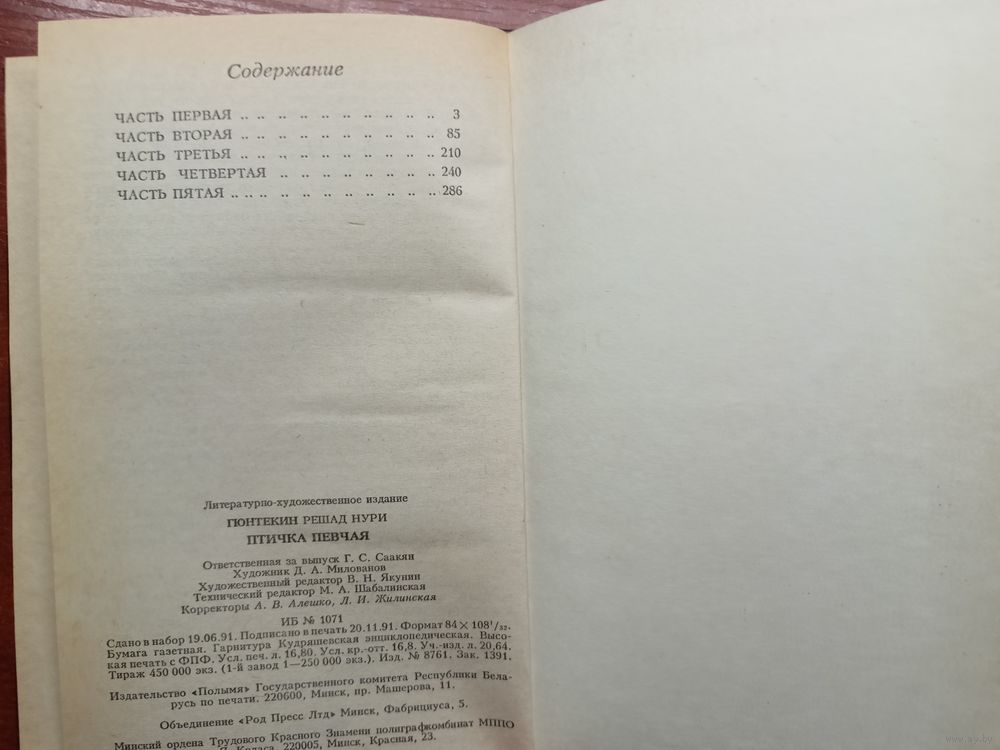 Содержание
ЧАСТЬ ПЕРВАЯ .. .. .. .. .. .. .. .. .. .. 3
ЧАСТЬ ВТОРАЯ .. .. .. .. .. .. .. .. .. .. 85
ЧАСТЬ ТРЕТЬЯ .. .. .. .. .. .. .. .. .. .. 210
ЧАСТЬ ЧЕТВЕРТАЯ .. .. .. .. .. .. .. .. 240
ЧАСТЬ ПЯТАЯ .. .. .. .. .. .. .. .. .. .. 286
Литературно-художественное издание
ГЮНТЕКИН РЕШАД НУРИ
ПТИЧКА ПЕВЧАЯ
Ответственная за выпуск Г. С. Саакян
Художник Д. А. Милованов
Художественный редактор В. Н. Якунин
Технический редактор М. А. Шабалинская
Корректоры А. В. Алешко, Л. И. Жилинская
ИБ № 1071
Сдано в набор 19.06.91. Подписано в печать 20.11.91. Формат 84 × 108¹/₃₂.
Бумага газетная. Гарнитура Кудряшевская энциклопедическая. Высо-
кая печать с ФПФ. Усл. печ. л. 16,80. Усл. кр.-отт. 16,8. Уч.-изд. л. 20,64.
Тираж 450 000 экз. (1-й завод 1—250 000 экз.). Изд. № 8761. Зак. 1391.
Издательство «Полымя» Государственного комитета Республики Бела-
русь по печати. 220600, Минск, пр. Машерова, 11.
Объединение «Род Пресс Лтд» Минск, Фабрициуса, 5.
Минский ордена Трудового Красного Знамени полиграфкомбинат МППО
Коласа. 220005, Минск, Красная, 23.
www.ay.by